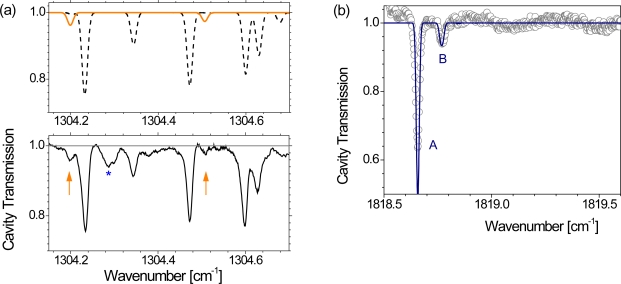 (a)
1.0
0.8
1304.2 1304.4 1304.6
1.0
0.8
*
1304.2 1304.4 1304.6
Cavity Transmission
Wavenumber [cm⁻¹]
(b)
1.0
0.8
0.6
B
A
1818.5 1819.0 1819.5
Cavity Transmission
Wavenumber [cm⁻¹]